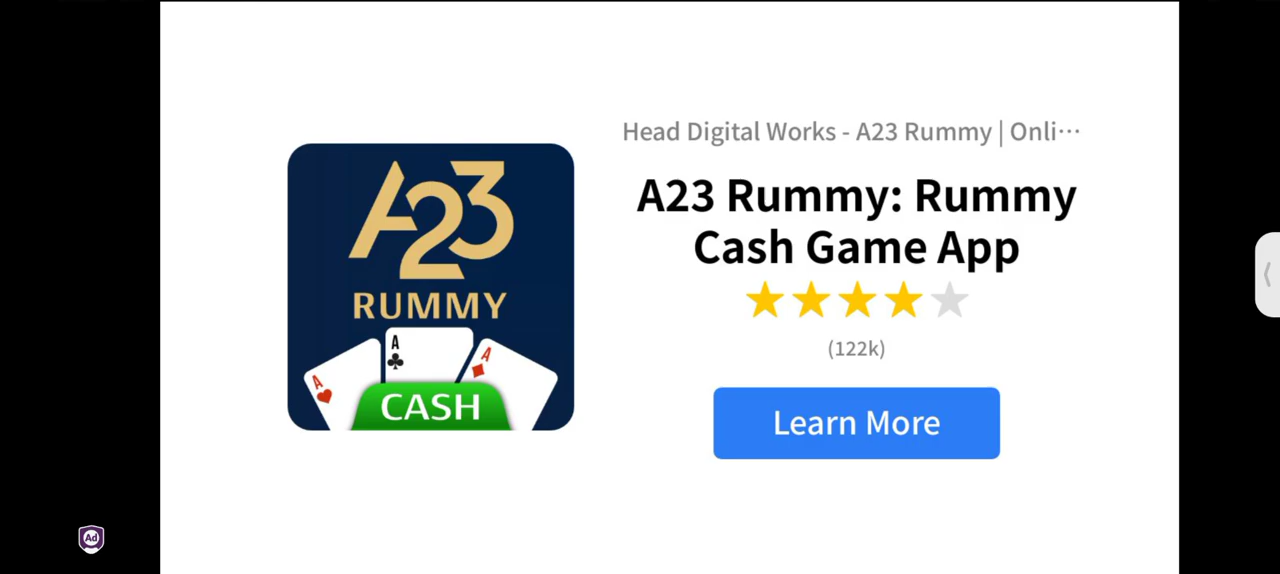 Head Digital Works - A23 Rummy | Onli…
A23
RUMMY
A
A
A
CASH
A23 Rummy: Rummy
Cash Game App
(122k)
Learn More
Ad